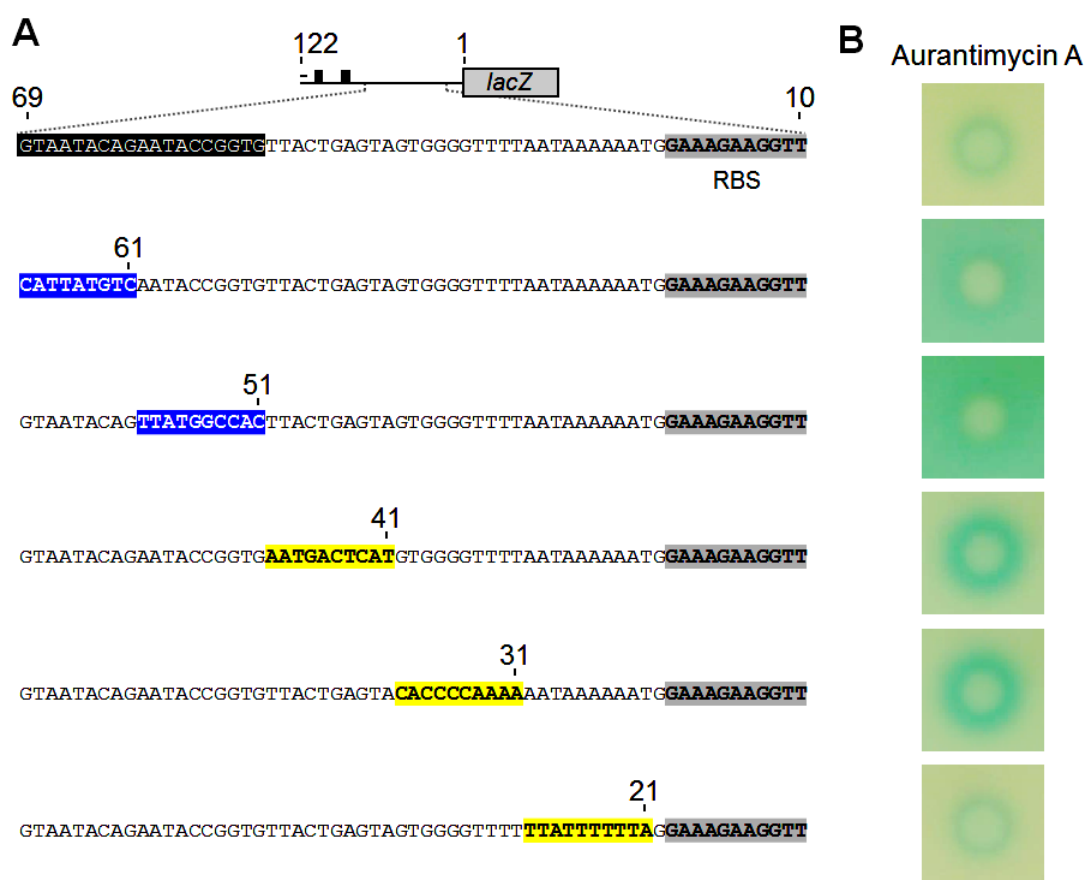 A
B
122
1
lacZ
Aurantimycin A
69
10
GTAATACAGAATACCGGTGTTACTGAGTAGTGGGGTTTTAATAAAAAATGGAAAGAAGGTT
RBS
61
CATTATGTCAATACCGGTGTTACTGAGTAGTGGGGTTTTAATAAAAAATGGAAAGAAGGTT
51
GTAATACAGTTATGGCCACTTACTGAGTAGTGGGGTTTTAATAAAAAATGGAAAGAAGGTT
41
GTAATACAGAATACCGGTGAATGACTCATGTGGGGTTTTAATAAAAAATGGAAAGAAGGTT
31
GTAATACAGAATACCGGTGTTACTGAGTACACCCCAAAAAATAAAAAATGGAAAGAAGGTT
21
GTAATACAGAATACCGGTGTTACTGAGTAGTGGGGTTTTTTATTTTTTAGGAAAGAAGGTT